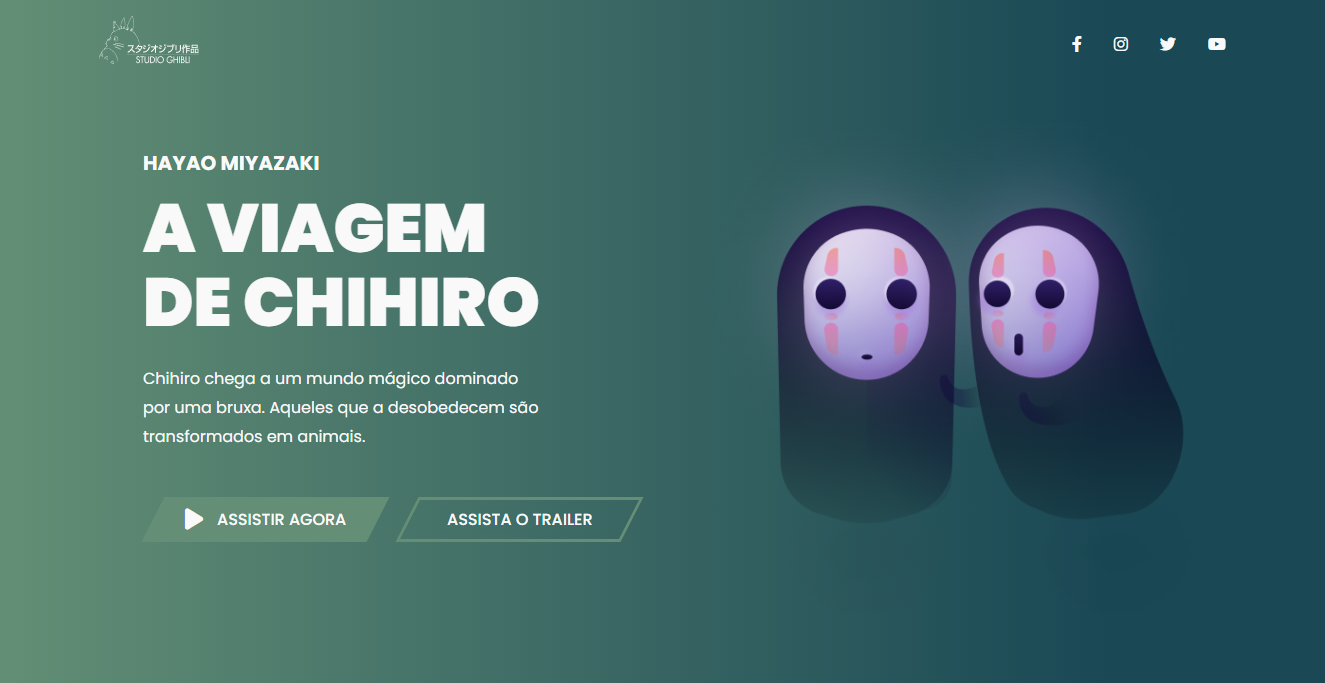 スタジオジブリ作品
STUDIO GHIBLI
HAYAO MIYAZAKI
A VIAGEM
DE CHIHIRO
Chihiro chega a um mundo mágico dominado
por uma bruxa. Aqueles que a desobedecem são
transformados em animais.
ASSISTIR AGORA
ASSISTA O TRAILER